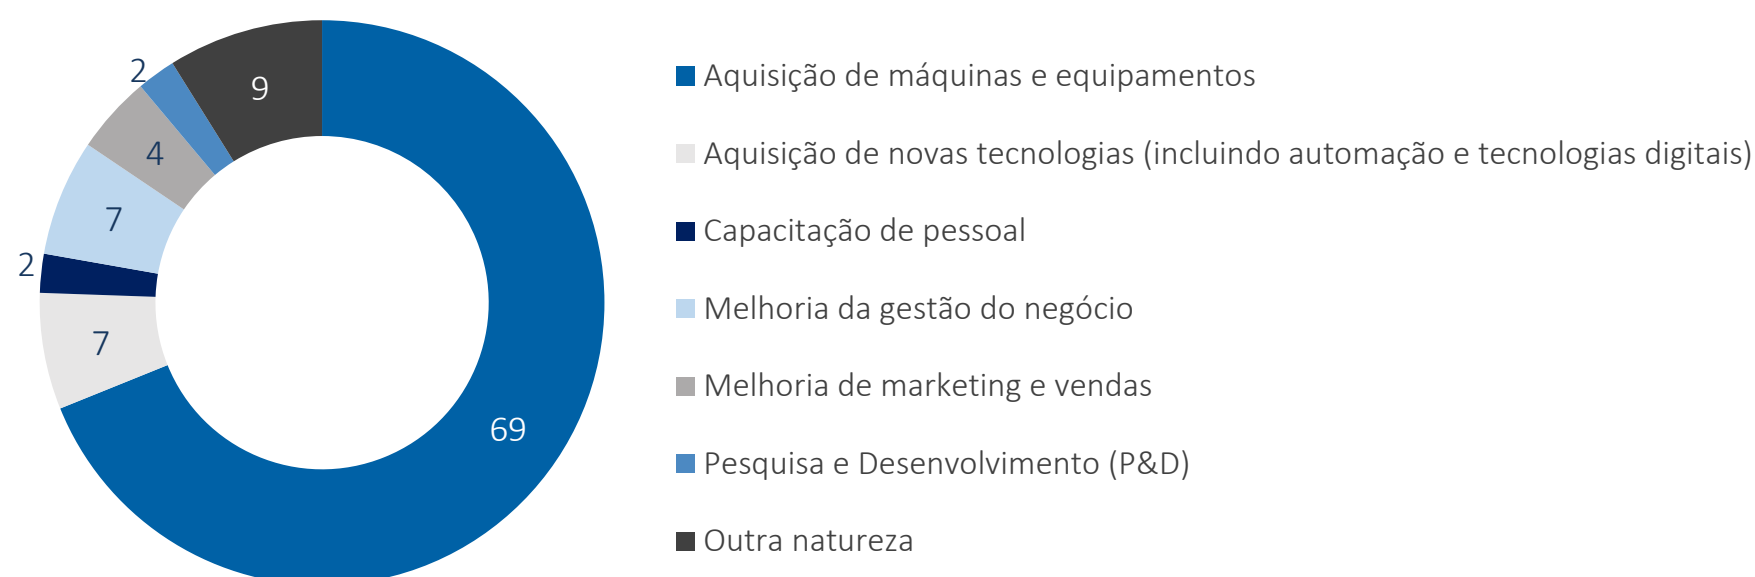 2
9
4
7
2
7
69
Aquisição de máquinas e equipamentos
Aquisição de novas tecnologias (incluindo automação e tecnologias digitais)
Capacitação de pessoal
Melhoria da gestão do negócio
Melhoria de marketing e vendas
Pesquisa e Desenvolvimento (P&D)
Outra natureza